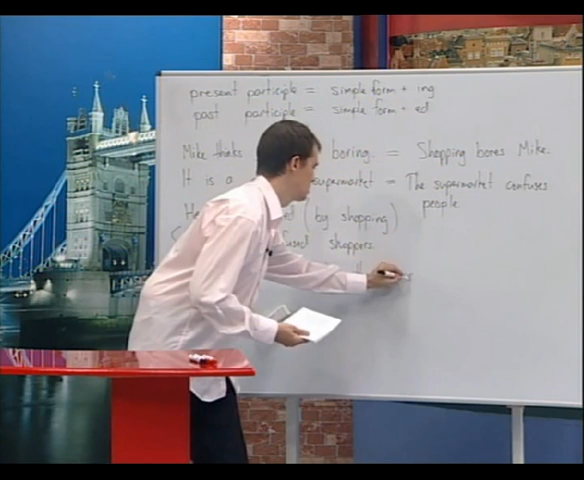 present participle = simple form + ing
past participle = simple form + ed
Mike thinks boring. = Shopping bores Mike.
It is a supermarket = The supermarket confuses people
He (by shopping)
shoppers